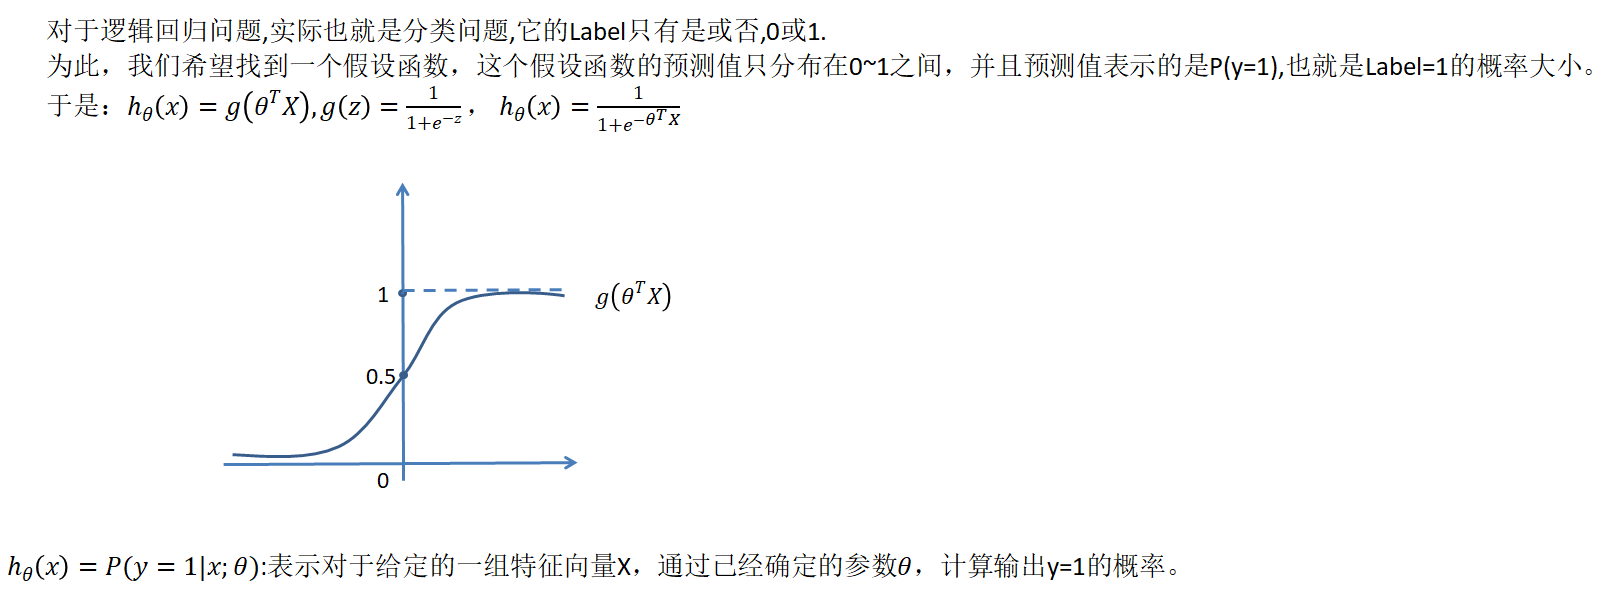 对于逻辑回归问题,实际也就是分类问题,它的Label只有是或否,0或1.
为此，我们希望找到一个假设函数，这个假设函数的预测值只分布在0~1之间，并且预测值表示的是P(y=1),也就是Label=1的概率大小。
于是：$h_\theta(x) = g(\theta^T X), g(z) = \frac{1}{1+e^{-z}}$， $h_\theta(x) = \frac{1}{1+e^{-\theta^T X}}$
1
$g(\theta^T X)$
0.5
0
$h_\theta(x) = P(y = 1|x; \theta)$:表示对于给定的一组特征向量X，通过已经确定的参数$\theta$，计算输出y=1的概率。